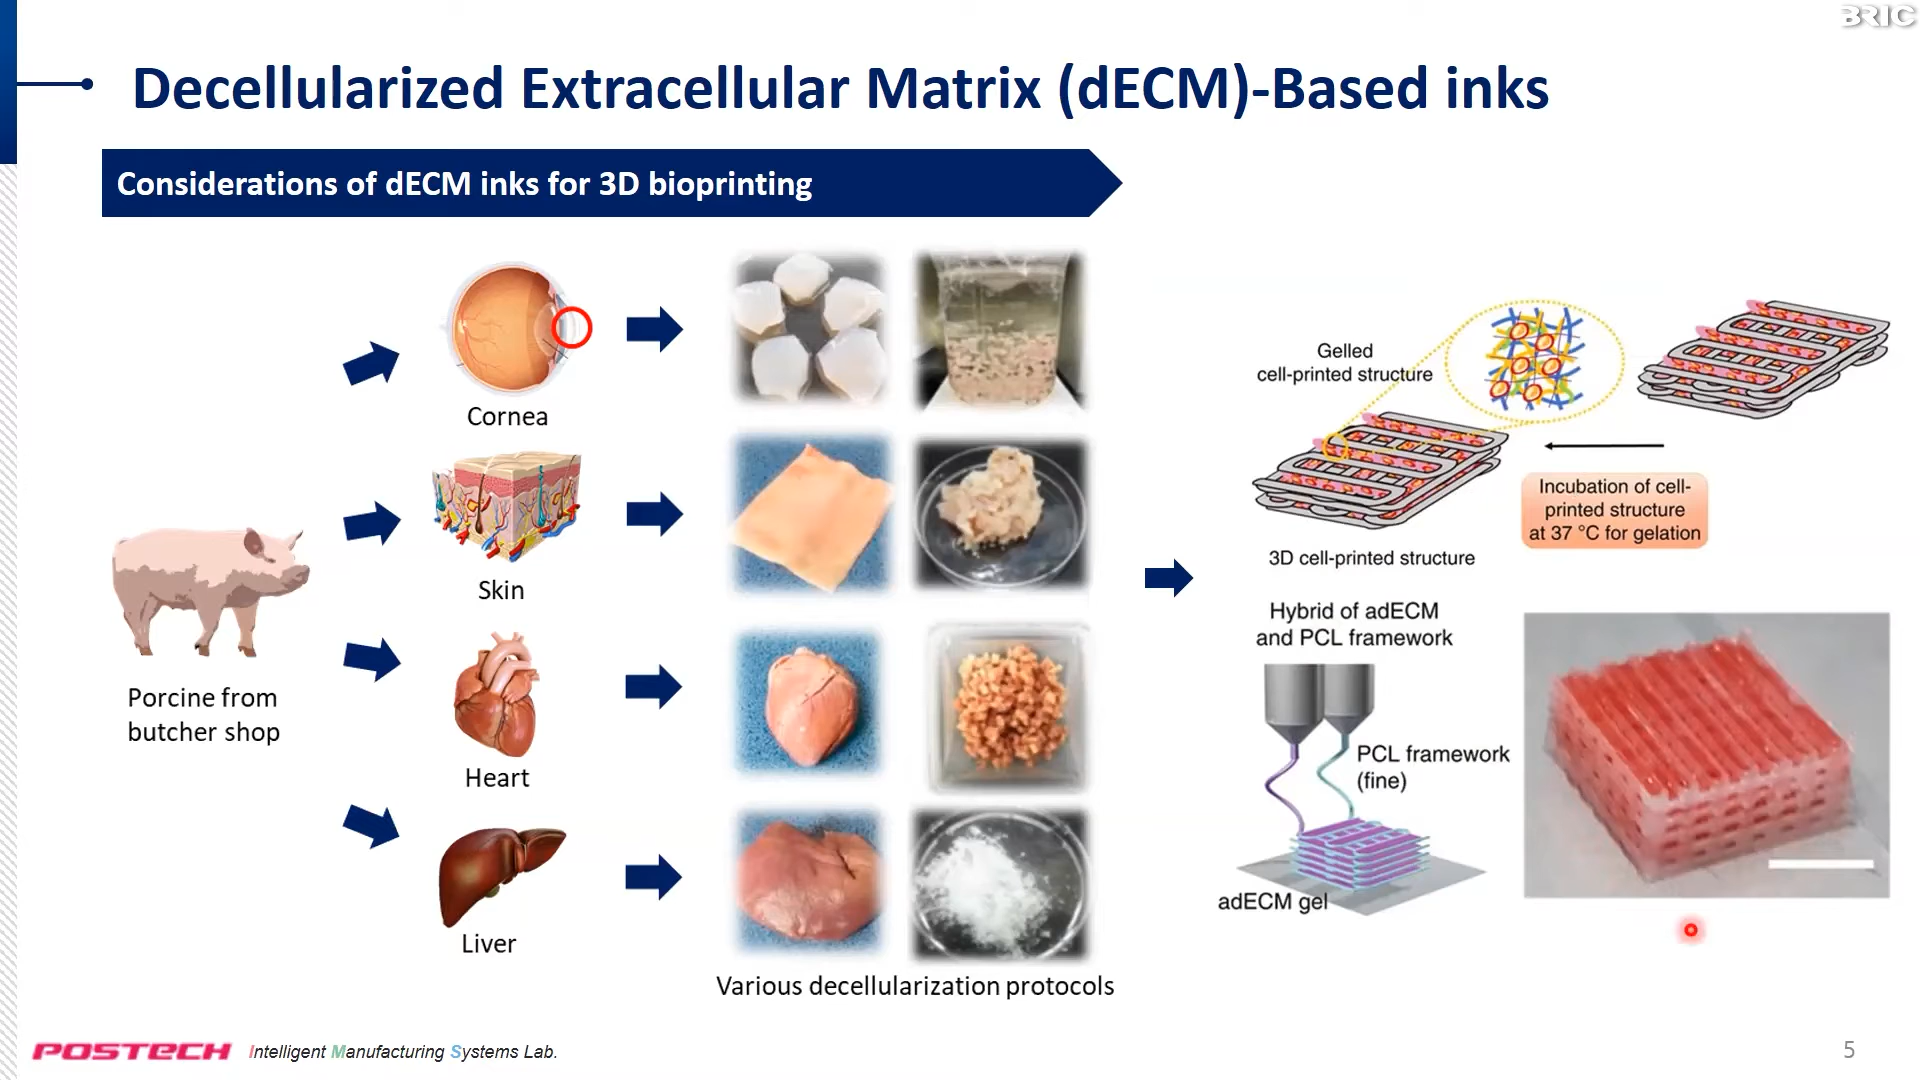 BRIC
Decellularized Extracellular Matrix (dECM)-Based inks
Considerations of dECM inks for 3D bioprinting
Cornea
Skin
Heart
Liver
Porcine from
butcher shop
Various decellularization protocols
Gelled
cell-printed structure
Incubation of cell-
printed structure
at 37 °C for gelation
3D cell-printed structure
Hybrid of adECM
and PCL framework
PCL framework
(fine)
adECM gel
POSTECH Intelligent Manufacturing Systems Lab.
5